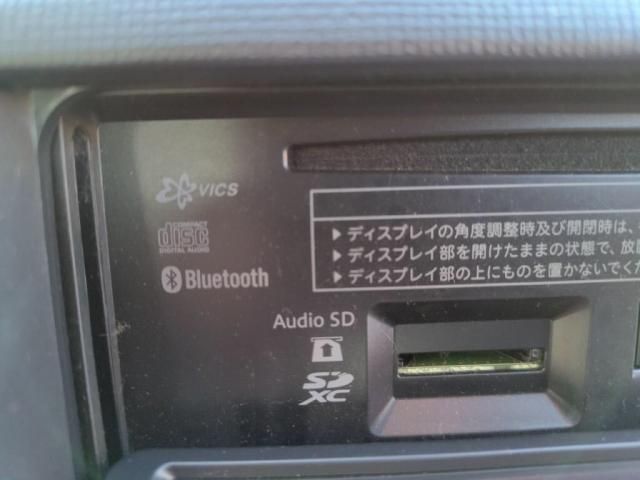 VICS
COMPACT
disc
DIGITAL AUDIO
Bluetooth
▶ディスプレイの角度調整時及び開閉時は、
▶ディスプレイ部を開けたままの状態で、放
▶ディスプレイ部の上にものを置かないでく
Audio SD
SD
XC